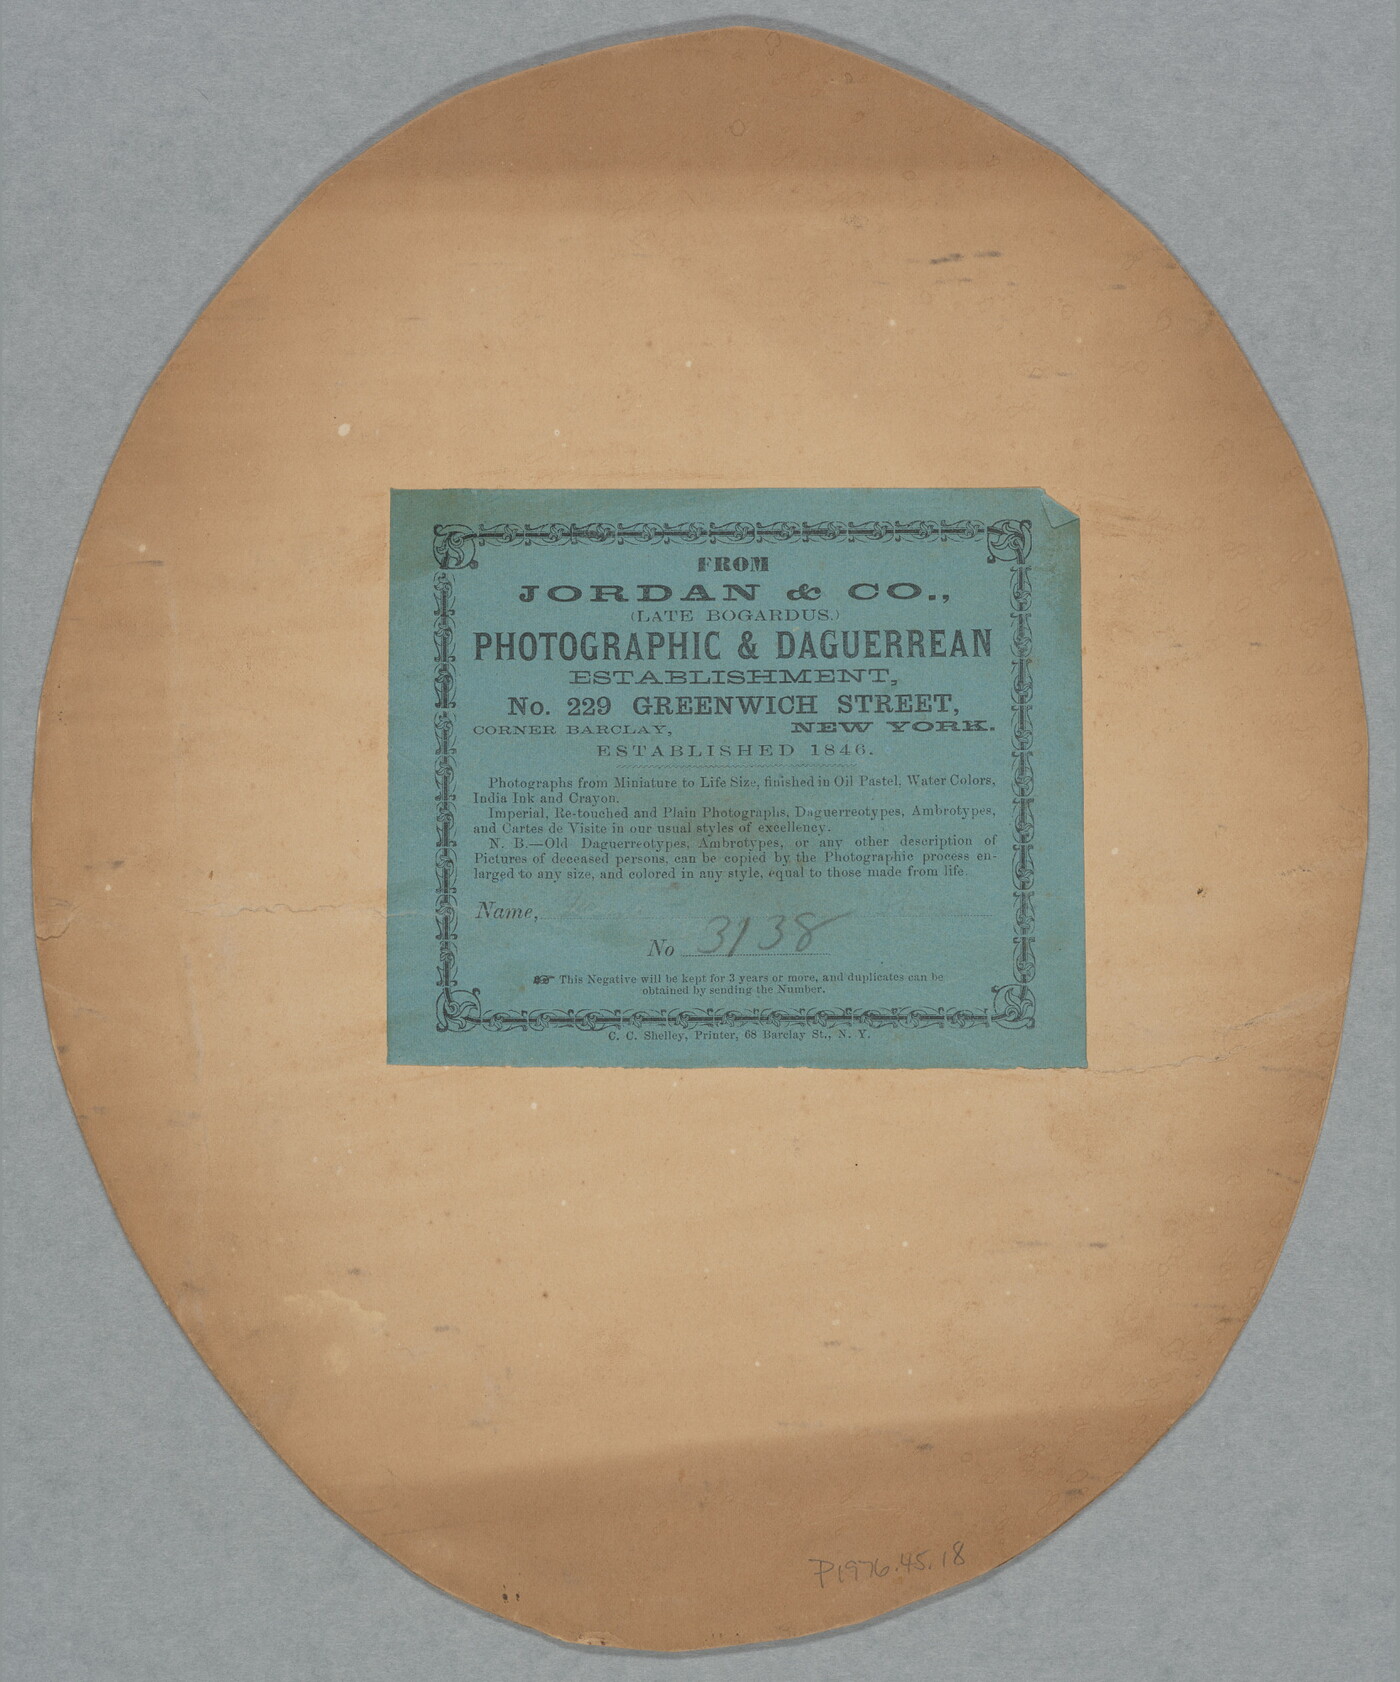 FROM
JORDAN & CO.,
(LATE BOGARDUS.)
PHOTOGRAPHIC & DAGUERREAN
ESTABLISHMENT,
No. 229 GREENWICH STREET,
CORNER BARCLAY, NEW YORK.
ESTABLISHED 1846.
Photographs from Miniature to Life Size, finished in Oil Pastel, Water Colors,
India Ink and Crayon.
Imperial, Re-touched and Plain Photographs, Daguerreotypes, Ambrotypes,
and Cartes de Visite in our usual styles of excellency.
N. B.—Old Daguerreotypes, Ambrotypes, or any other description of
Pictures of deceased persons, can be copied by the Photographic process en-
larged to any size, and colored in any style, equal to those made from life.
Name,
No 3138
☞ This Negative will be kept for 3 years or more, and duplicates can be
obtained by sending the Number.
C. C. Shelley, Printer, 68 Barclay St., N. Y.
P1976.45.18